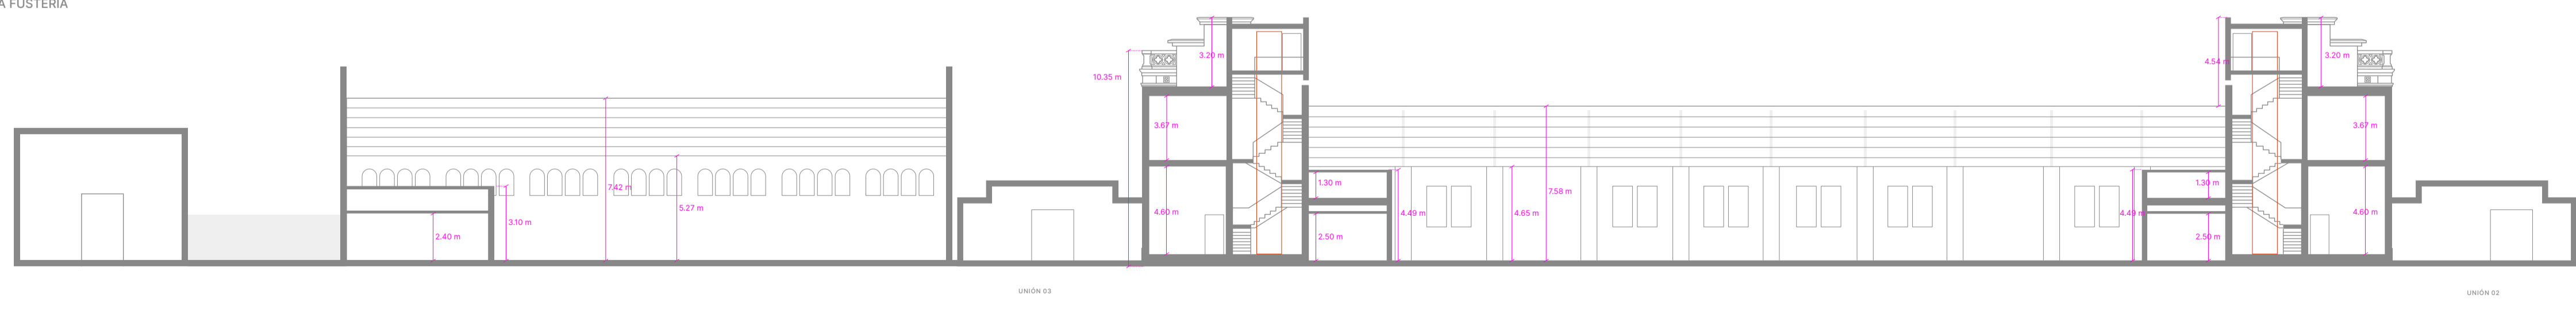 A FUSTERIA
3.20 m
3.20 m
4.54 m
10.35 m
3.67 m
3.67 m
1.30 m
1.30 m
7.42 m
7.58 m
5.27 m
4.60 m
4.49 m
4.65 m
4.49 m
4.60 m
3.10 m
2.40 m
2.50 m
2.50 m
UNIÓN 03
UNIÓN 02